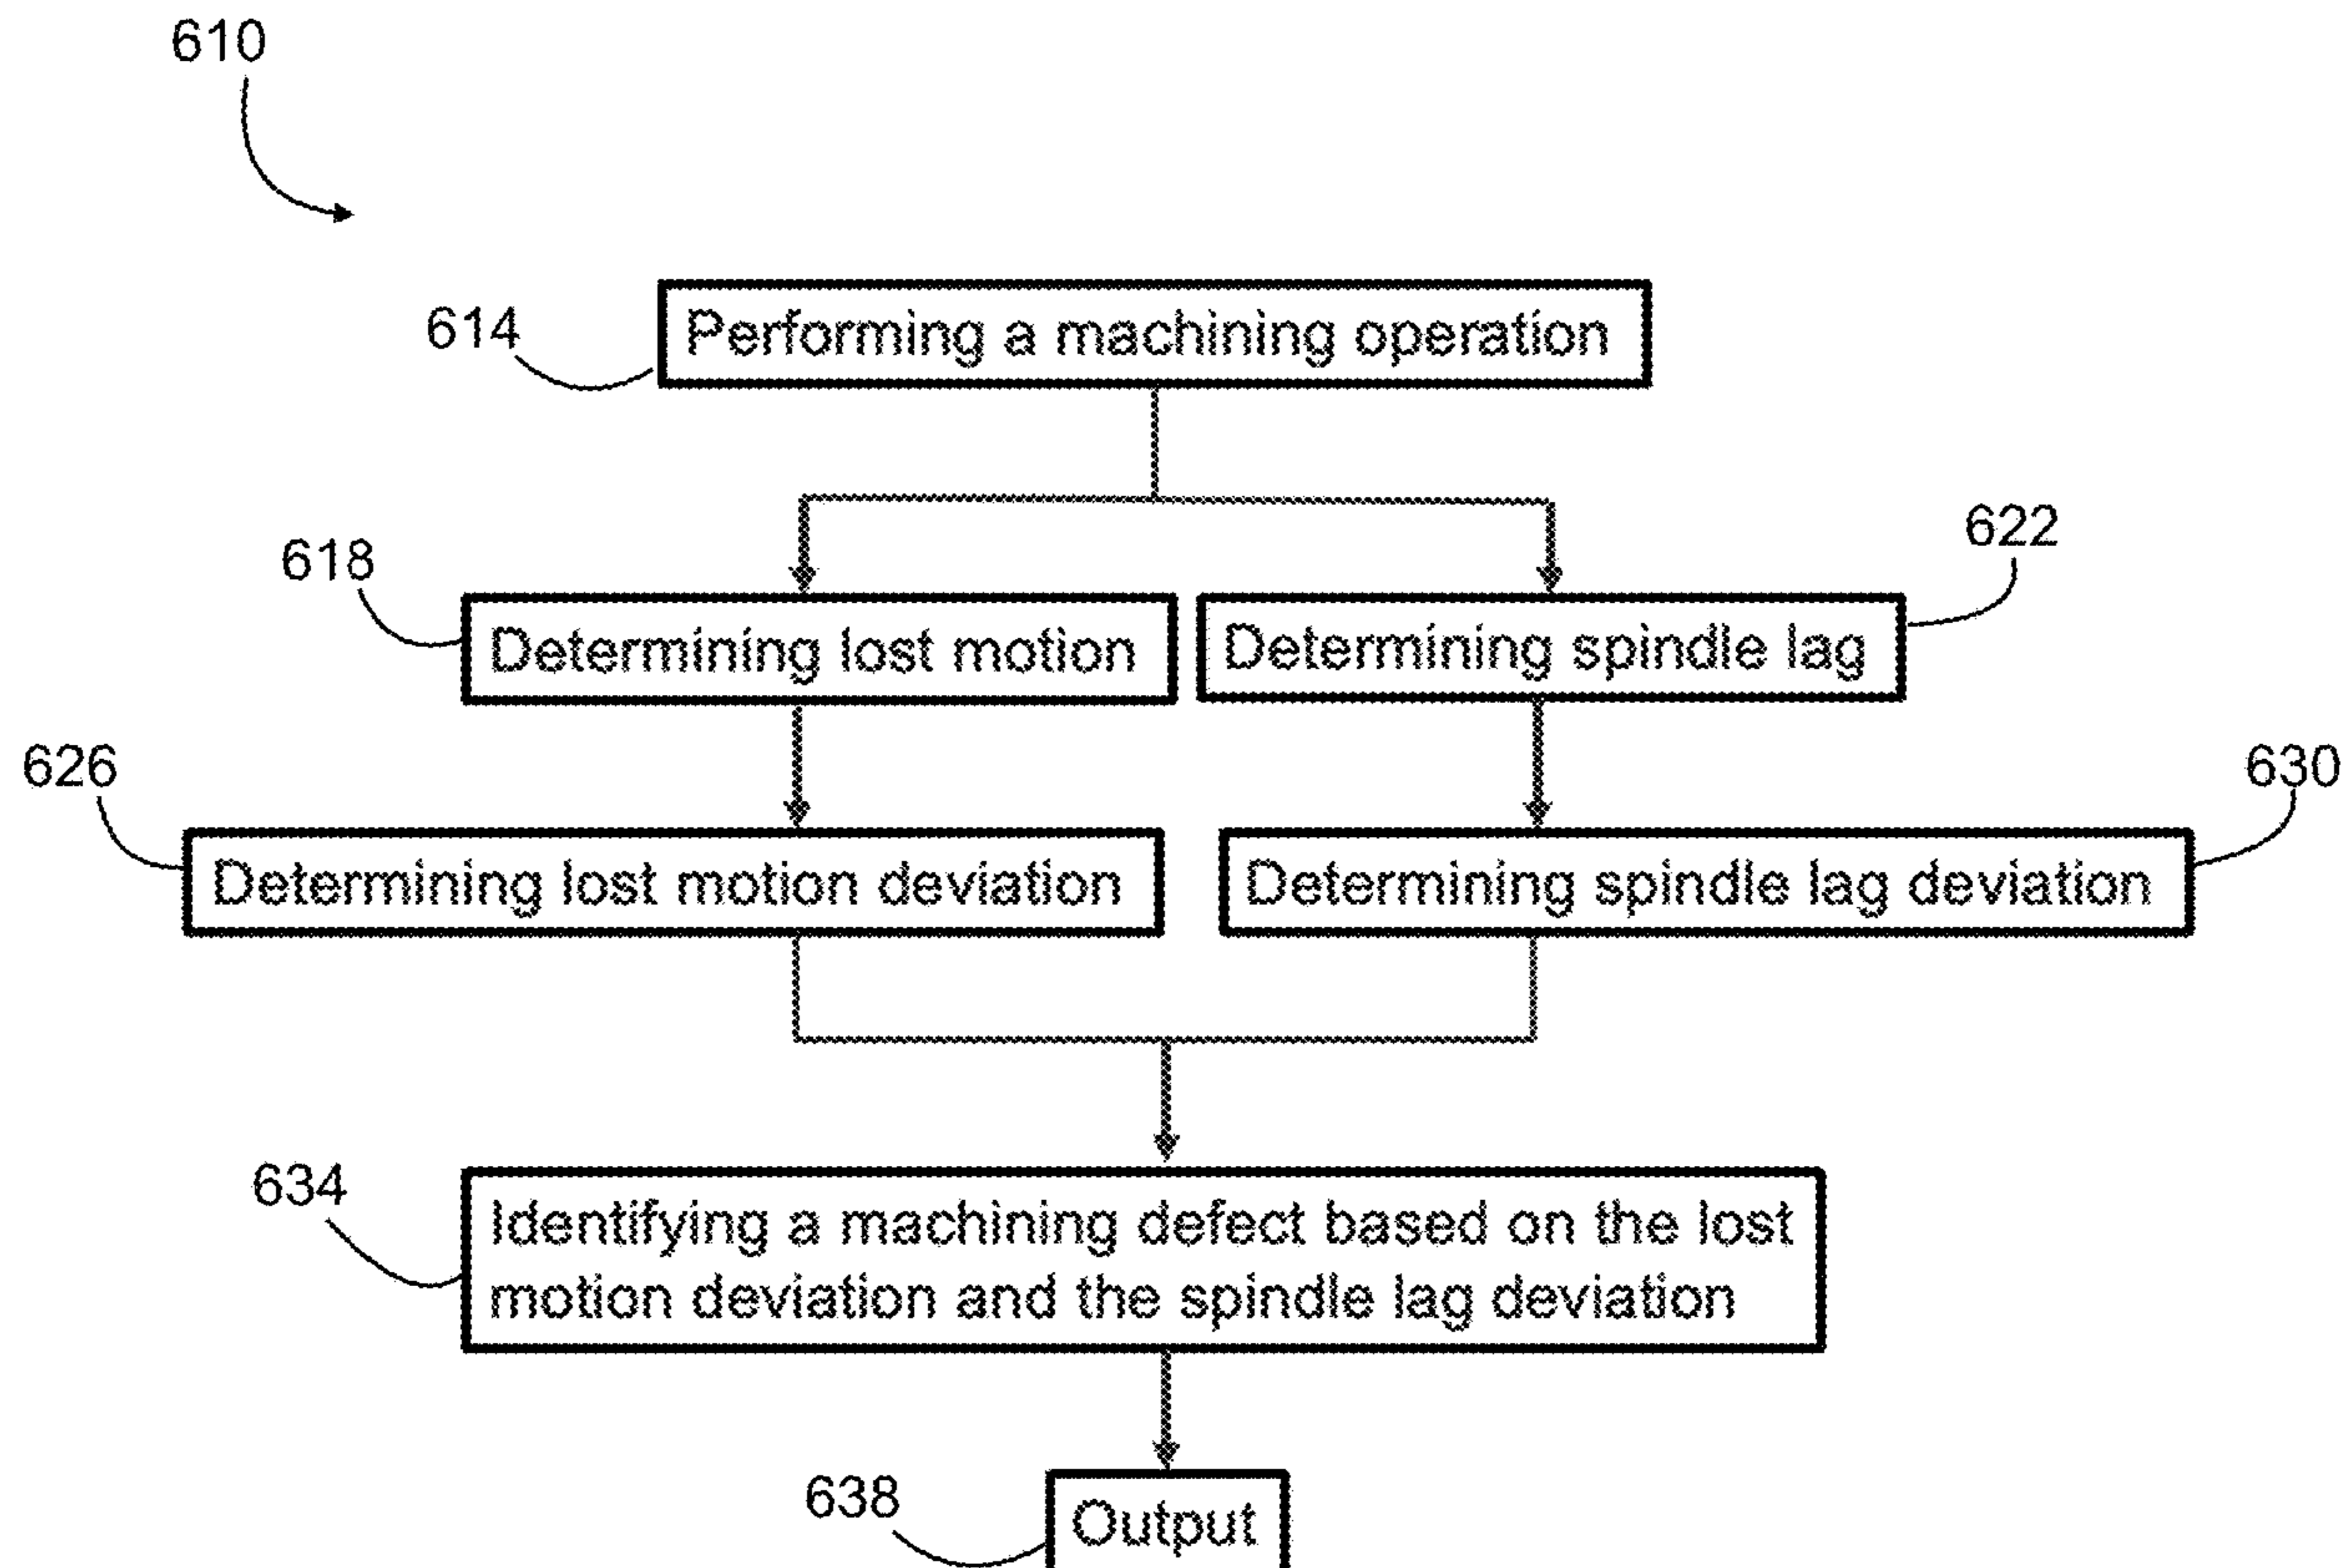 610
614
Performing a machining operation
618
622
Determining lost motion
Determining spindle lag
626
630
Determining lost motion deviation
Determining spindle lag deviation
634
Identifying a machining defect based on the lost
motion deviation and the spindle lag deviation
638
Output